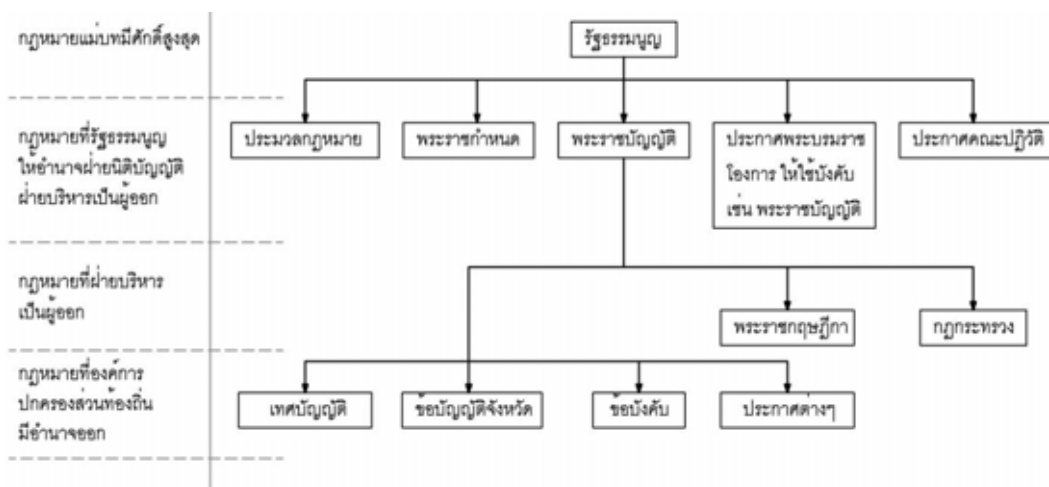 กฎหมายแม่บทมีศักดิ์สูงสุด
รัฐธรรมนูญ
กฎหมายที่รัฐธรรมนูญ
ให้อำนาจฝ่ายนิติบัญญัติ
ฝ่ายบริหารเป็นผู้ออก
ประมวลกฎหมาย
พระราชกำหนด
พระราชบัญญัติ
ประกาศพระบรมราช
โองการ ให้ใช้บังคับ
เช่น พระราชบัญญัติ
ประกาศคณะปฏิวัติ
กฎหมายที่ฝ่ายบริหาร
เป็นผู้ออก
พระราชกฤษฎีกา
กฎกระทรวง
กฎหมายที่องค์การ
ปกครองส่วนท้องถิ่น
มีอำนาจออก
เทศบัญญัติ
ข้อบัญญัติจังหวัด
ข้อบังคับ
ประกาศต่างๆ